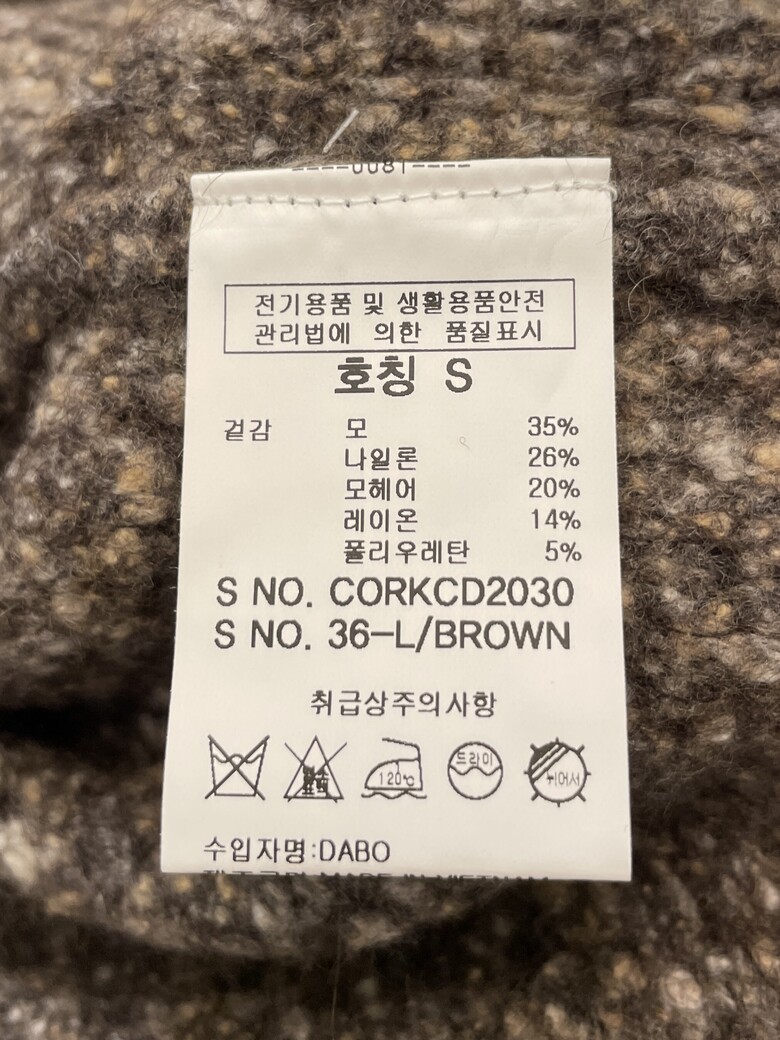 전기용품 및 생활용품안전
관리법에 의한 품질표시
호칭 S
겉감 모 35%
나일론 26%
모헤어 20%
레이온 14%
폴리우레탄 5%
S NO. CORKCD2030
S NO. 36-L/BROWN
취급상주의사항
120℃ 드라이 뉘어서
수입자명:DABO